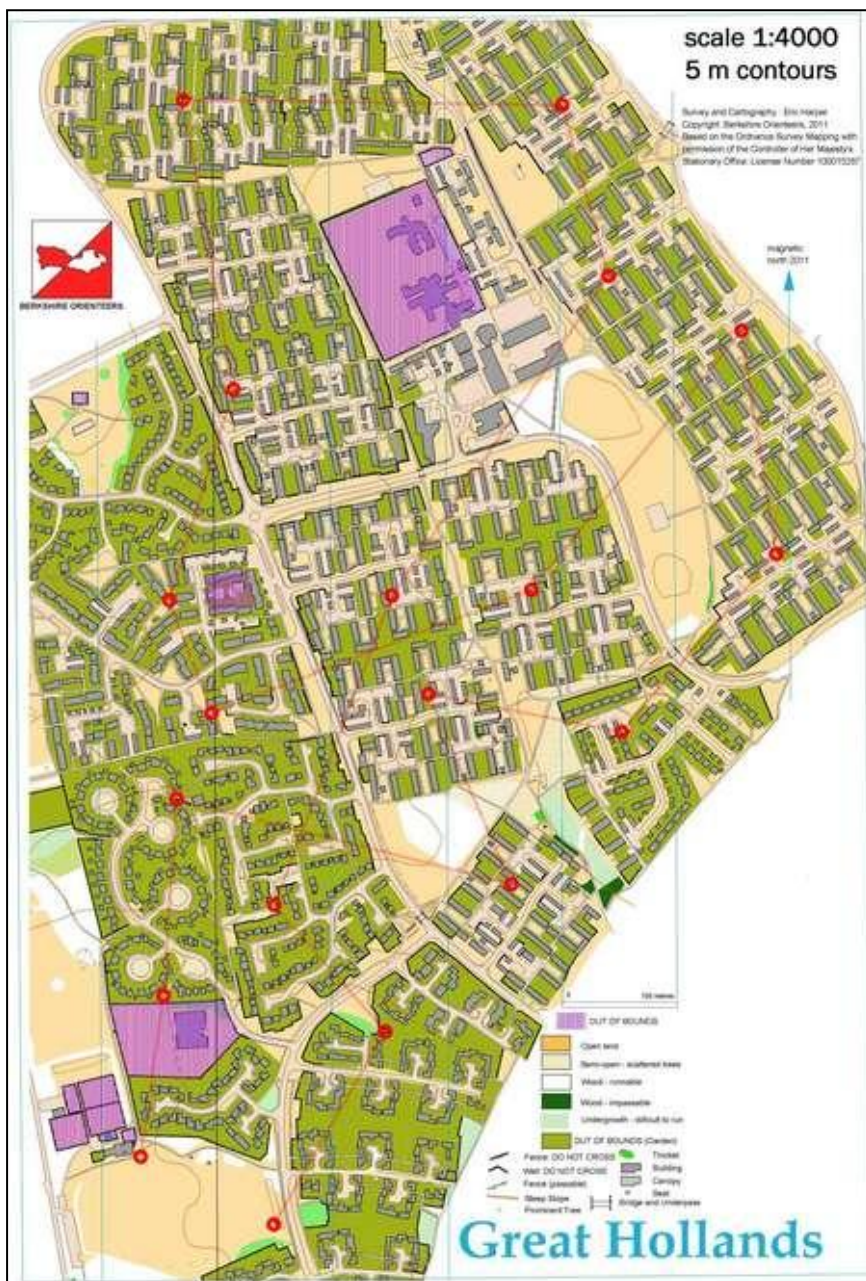 scale 1:4000
5 m contours
Survey and Cartography : Eric Harper
Copyright: Berkshire Orienteers, 2011
Based on the Ordnance Survey Mapping with
permission of the Controller of Her Majesty's
Stationary Office. License Number
magnetic
north 2011
BERKSHIRE ORIENTEERS
0 metres
OUT OF BOUNDS
Open land
Semi-open - scattered trees
Wood - runnable
Wood - impassable
Undergrowth - difficult to run
OUT OF BOUNDS (Garden)
Fence: DO NOT CROSS
Thicket
Wall: DO NOT CROSS
Building
Fence (passable)
Canopy
Steep Slope
Seat
Prominent Tree
Bridge and Underpass
Great Hollands